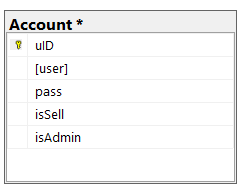 Account *
uID
[user]
pass
isSell
isAdmin